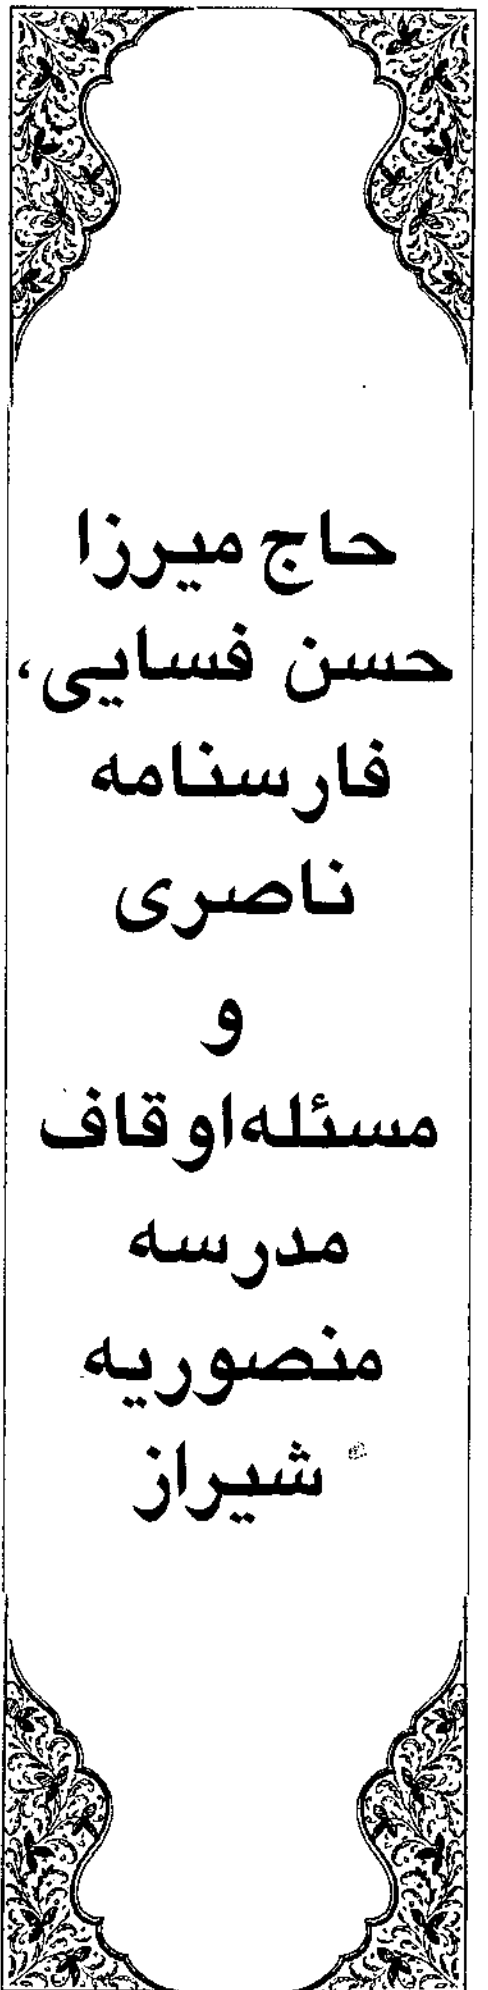 حاج میرزا
حسن فسایی،
فارسنامه
ناصری
و
مسئله‌اوقاف
مدرسه
منصوریه
شیراز